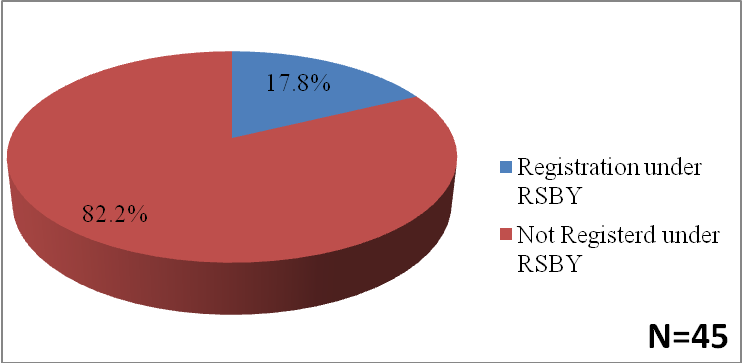 17.8%
82.2%
Registration under
RSBY
Not Registerd under
RSBY
N=45